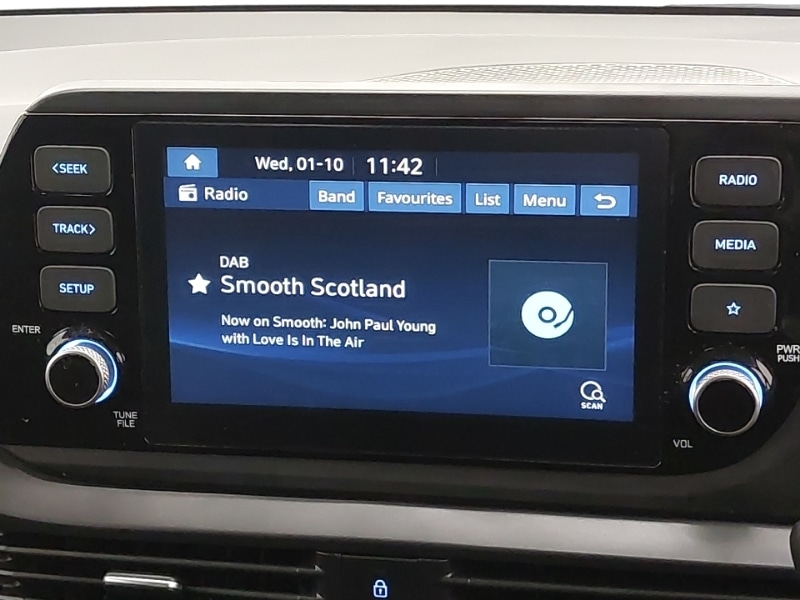 <SEEK
TRACK>
SETUP
ENTER
TUNE
FILE
Wed, 01-10 11:42
Radio Band Favourites List Menu
DAB
Smooth Scotland
Now on Smooth: John Paul Young
with Love Is In The Air
SCAN
RADIO
MEDIA
PWR
PUSH
VOL